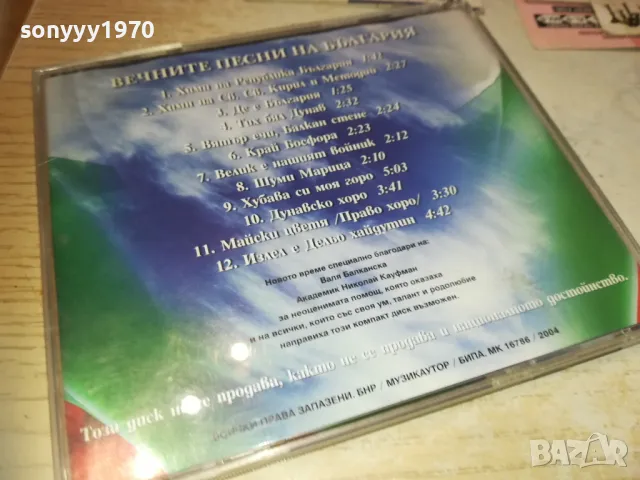 sonyyy1970
ВЕЧНИТЕ ПЕСНИ НА БЪЛГАРИЯ
1. Химн на Република България 1:41
2. Химн на Св. Св. Кирил и Методий 2:27
3. Де е България 1:25
4. Тих бял Дунав 2:32
5. Вятър ечи, Балкан стене 2:24
6. Край Босфора 2:23
7. Велик е нашият войник 2:12
8. Шуми Марица 2:10
9. Хубава си моя горо 5:03
10. Дунавско хоро 3:41
11. Майски цветя /Право хоро/ 3:30
12. Излел е Дельо хайдутин 4:42
Новото време специално благодари на:
Валя Балканска
Академик Николай Кауфман
за неоценимата помощ, която оказаха
и на всички, които със своя ум, талант и родолюбие
направиха този компакт диск възможен.
Този диск не се продава, както не се продава и националното достойнство.
ВСИЧКИ ПРАВА ЗАПАЗЕНИ. БНР / МУЗИКАУТОР / БИПА. МК 16786 / 2004
BAZAR